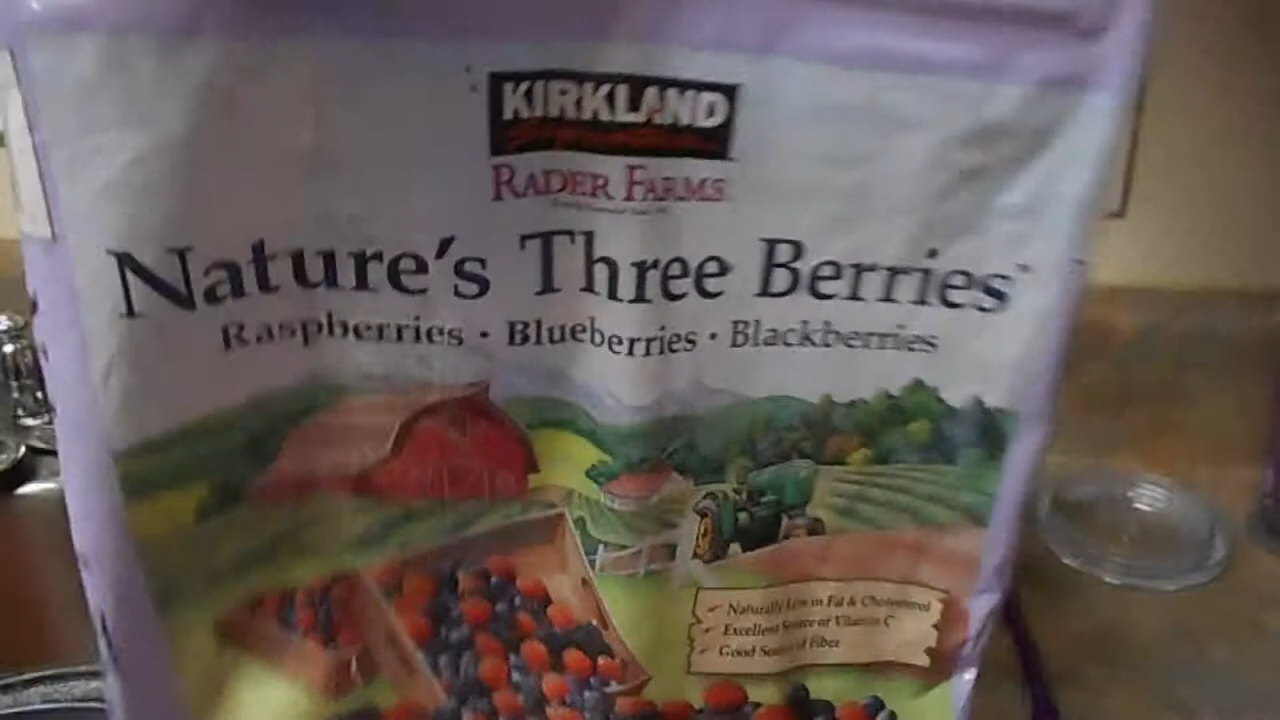 KIRKLAND
RADER FARMS
Nature's Three Berries
Raspberries • Blueberries • Blackberries
✓ Naturally Low in Fat & Cholesterol
✓ Excellent Source of Vitamin C
✓ Good Source of Fiber